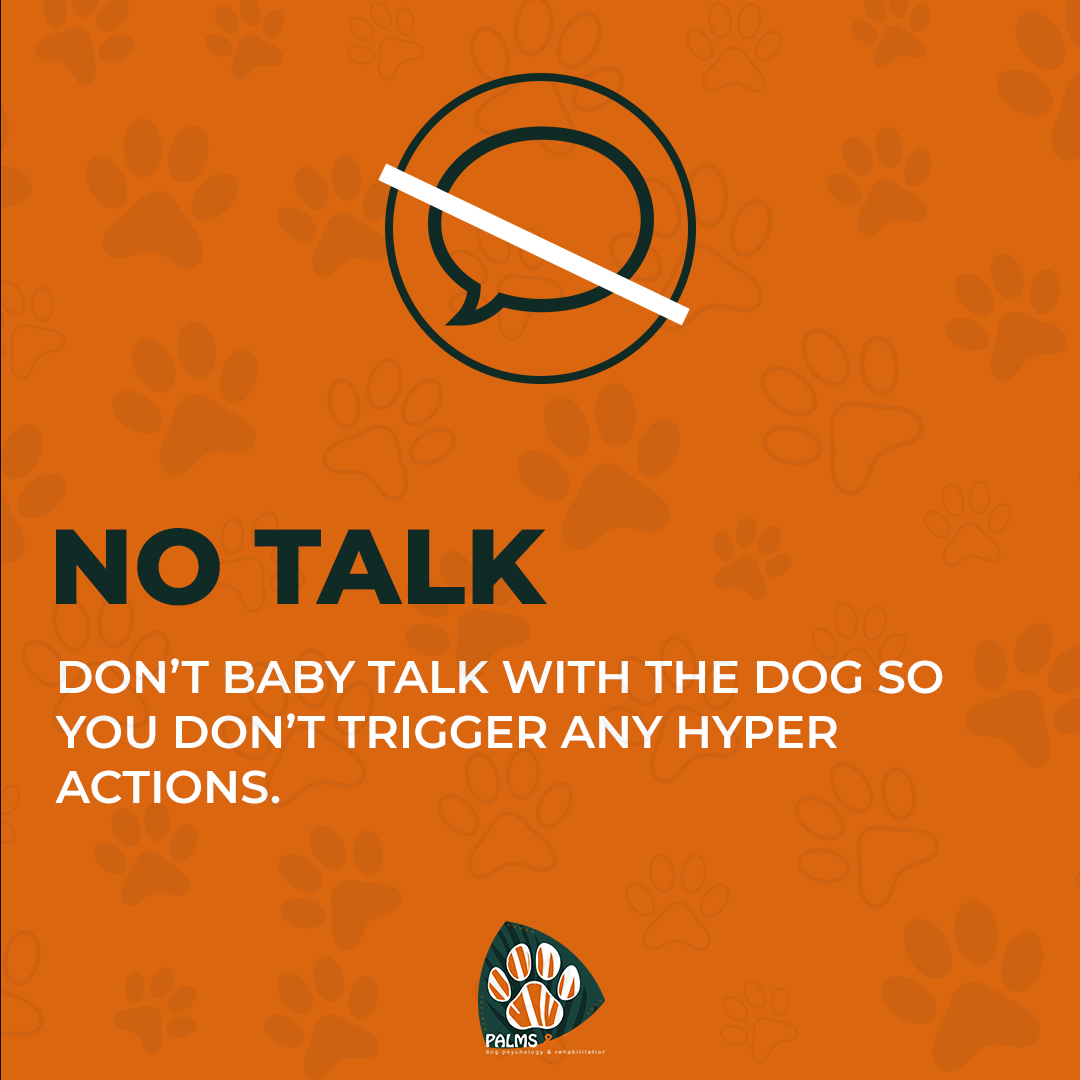 NO TALK
DON'T BABY TALK WITH THE DOG SO
YOU DON'T TRIGGER ANY HYPER
ACTIONS.
PALMS &
dog psychology & rehabilitation